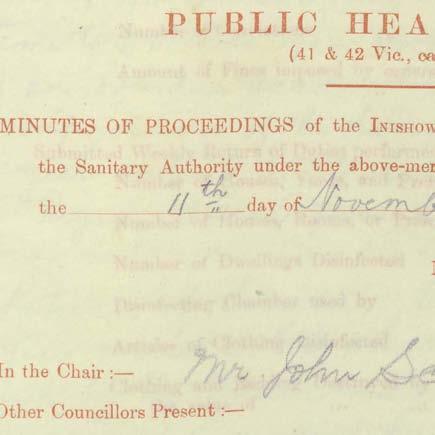 PUBLIC HEA
(41 & 42 Vic., ca
MINUTES OF PROCEEDINGS of the INISHOW
the Sanitary Authority under the above-mer
the 11th day of Novemb
In the Chair :— Mr John
Other Councillors Present :—